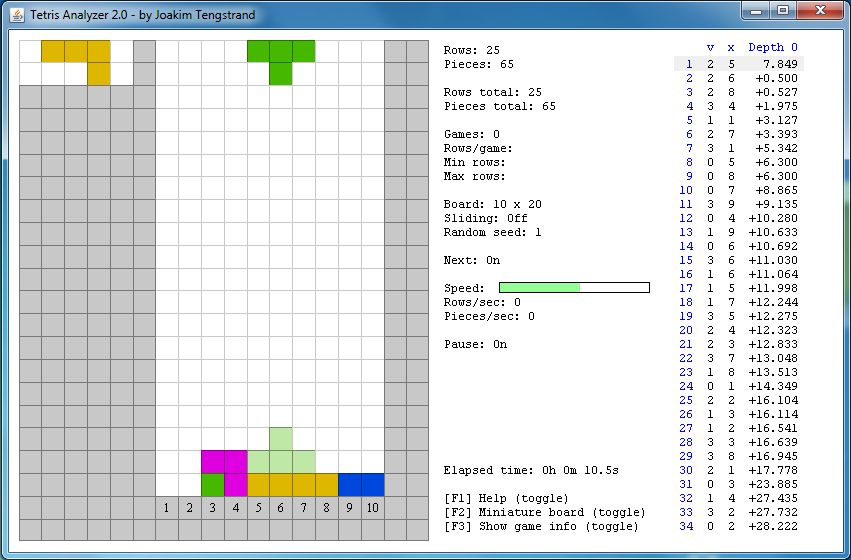 Tetris Analyzer 2.0 - by Joakim Tengstrand
Rows: 25
Pieces: 65
Rows total: 25
Pieces total: 65
Games: 0
Rows/game:
Min rows:
Max rows:
Board: 10 x 20
Sliding: Off
Random seed: 1
Next: On
Speed:
Rows/sec: 0
Pieces/sec: 0
Pause: On
Elapsed time: 0h 0m 10.5s
[F1] Help (toggle)
[F2] Miniature board (toggle)
[F3] Show game info (toggle)
v x Depth 0
1 2 5 7.849
2 2 6 +0.500
3 2 8 +0.527
4 3 4 +1.975
5 1 1 +3.127
6 2 7 +3.393
7 3 1 +5.342
8 0 5 +6.300
9 0 8 +6.300
10 0 7 +8.865
11 3 9 +9.135
12 0 4 +10.280
13 1 9 +10.633
14 0 6 +10.692
15 3 6 +11.030
16 1 6 +11.064
17 1 5 +11.998
18 1 7 +12.244
19 3 5 +12.275
20 2 4 +12.323
21 2 3 +12.833
22 3 7 +13.048
23 1 8 +13.513
24 0 1 +14.349
25 2 2 +16.104
26 1 3 +16.114
27 1 2 +16.541
28 3 3 +16.639
29 3 8 +16.945
30 2 1 +17.778
31 0 3 +23.885
32 1 4 +27.435
33 3 2 +27.732
34 0 2 +28.222
1 2 3 4 5 6 7 8 9 10